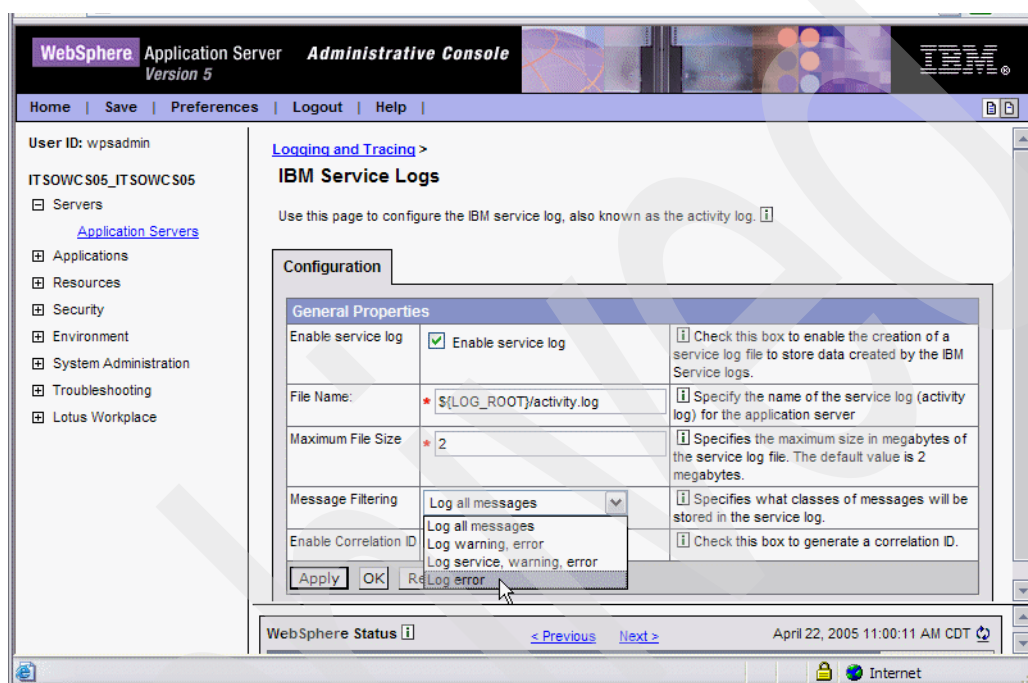 WebSphere. Application Server Administrative Console
Version 5
IBM®
Home | Save | Preferences | Logout | Help |
User ID: wpsadmin
ITSOWCS05_ITSOWCS05
Servers
Application Servers
Applications
Resources
Security
Environment
System Administration
Troubleshooting
Lotus Workplace
Logging and Tracing >
IBM Service Logs
Use this page to configure the IBM service log, also known as the activity log. i
Configuration
General Properties
Enable service log
Enable service log
i Check this box to enable the creation of a
service log file to store data created by the IBM
Service logs.
File Name:
* ${LOG_ROOT}/activity.log
i Specify the name of the service log (activity
log) for the application server
Maximum File Size
* 2
i Specifies the maximum size in megabytes of
the service log file. The default value is 2
megabytes.
Message Filtering
Log all messages
i Specifies what classes of messages will be
stored in the service log.
Log all messages
Log warning, error
Log service, warning, error
Log error
Enable Correlation ID
i Check this box to generate a correlation ID.
Apply OK
WebSphere Status i
< Previous Next >
April 22, 2005 11:00:11 AM CDT
Internet